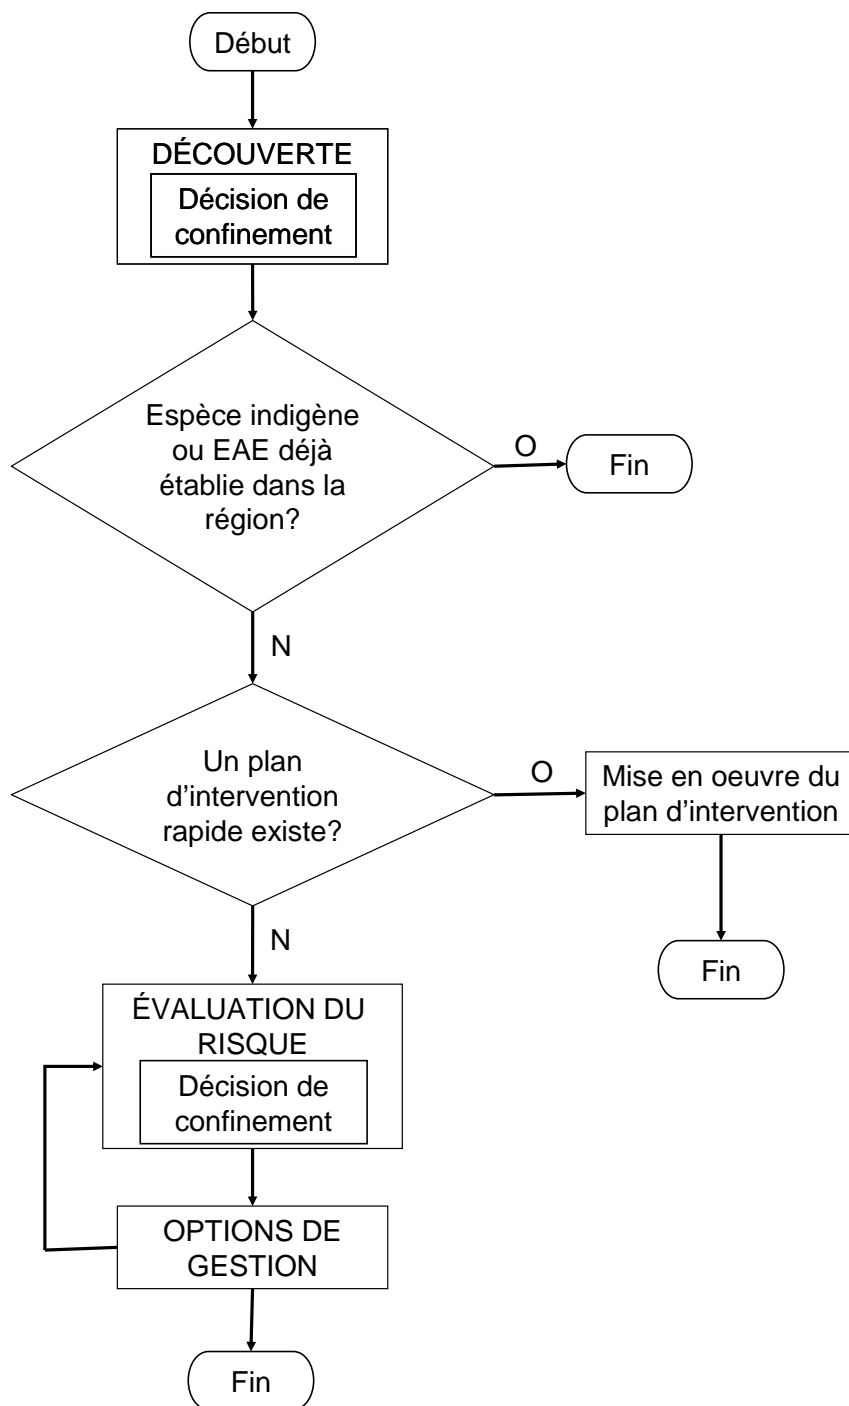 Début
DÉCOUVERTE
Décision de
confinement
Espèce indigène
ou EAE déjà
établie dans la
région?
O
Fin
N
Un plan
d'intervention
rapide existe?
O
Mise en oeuvre du
plan d'intervention
Fin
N
ÉVALUATION DU
RISQUE
Décision de
confinement
OPTIONS DE
GESTION
Fin